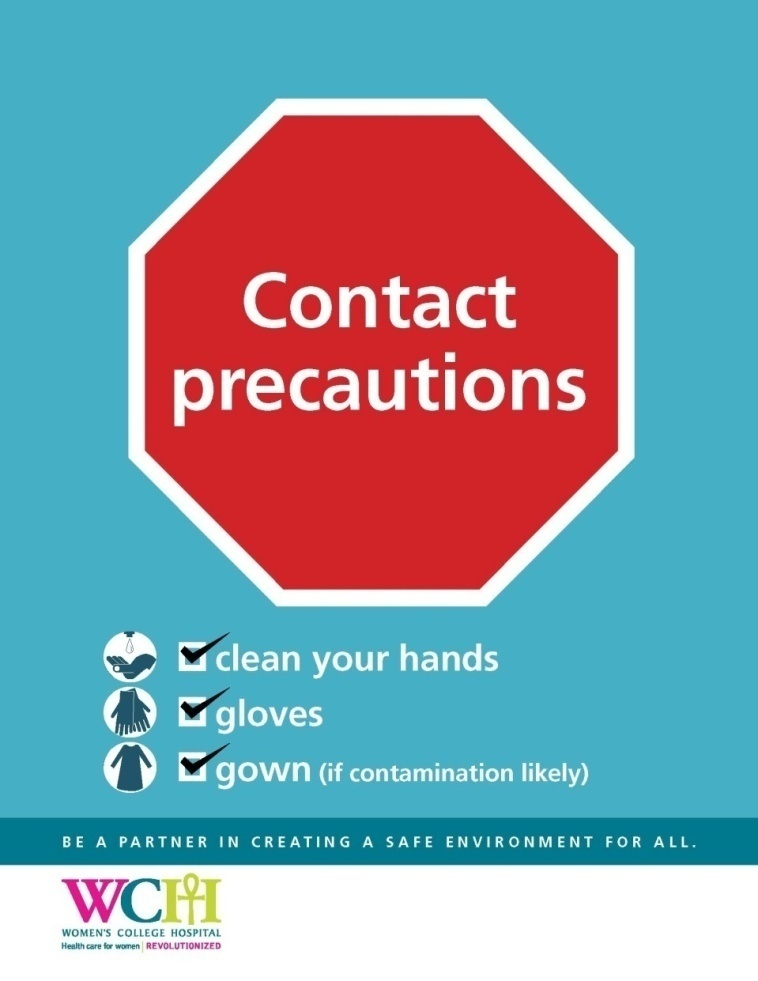 Contact
precautions
clean your hands
gloves
gown (if contamination likely)
BE A PARTNER IN CREATING A SAFE ENVIRONMENT FOR ALL.
WCH
WOMEN'S COLLEGE HOSPITAL
Health care for women | REVOLUTIONIZED